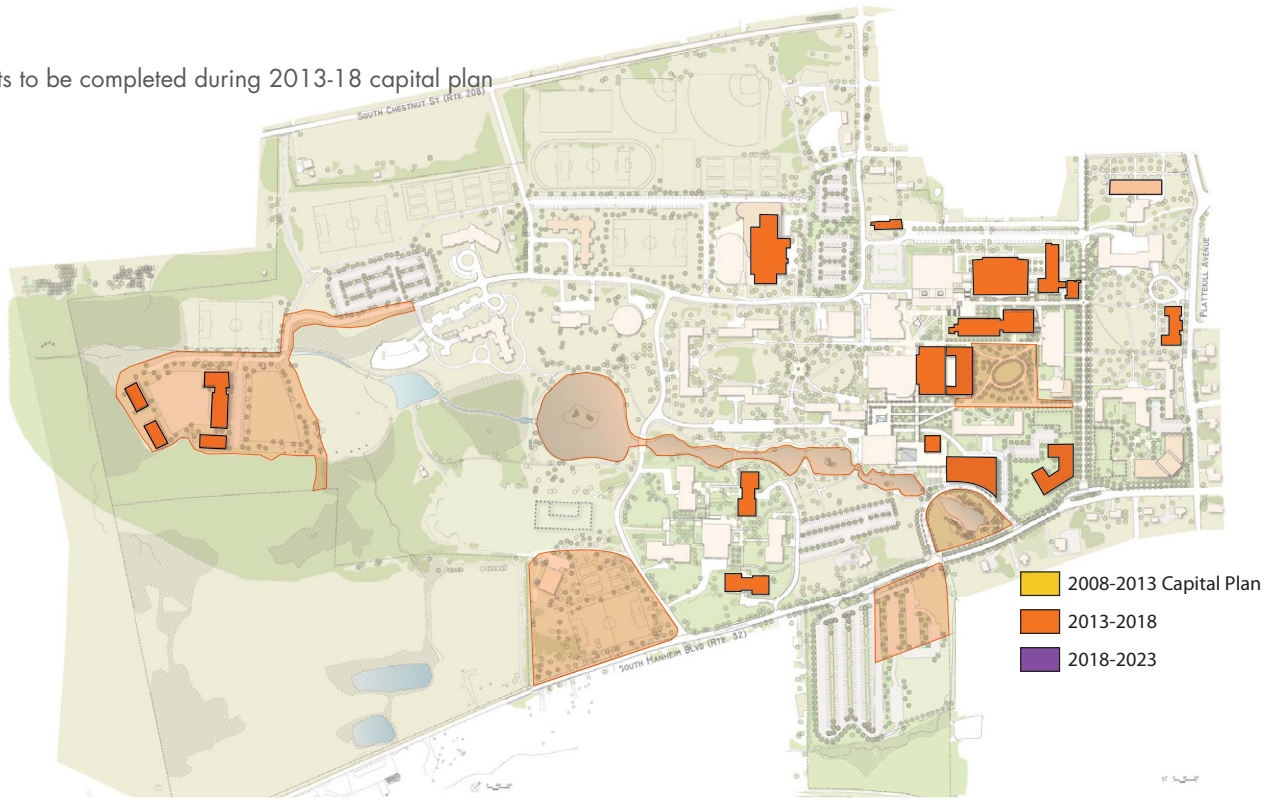 ts to be completed during 2013-18 capital plan
SOUTH CHESTNUT ST (RTE 208)
PLATTEKALL AVENUE
SOUTH MANHEIM BLVD (RTE. 32)
2008-2013 Capital Plan
2013-2018
2018-2023